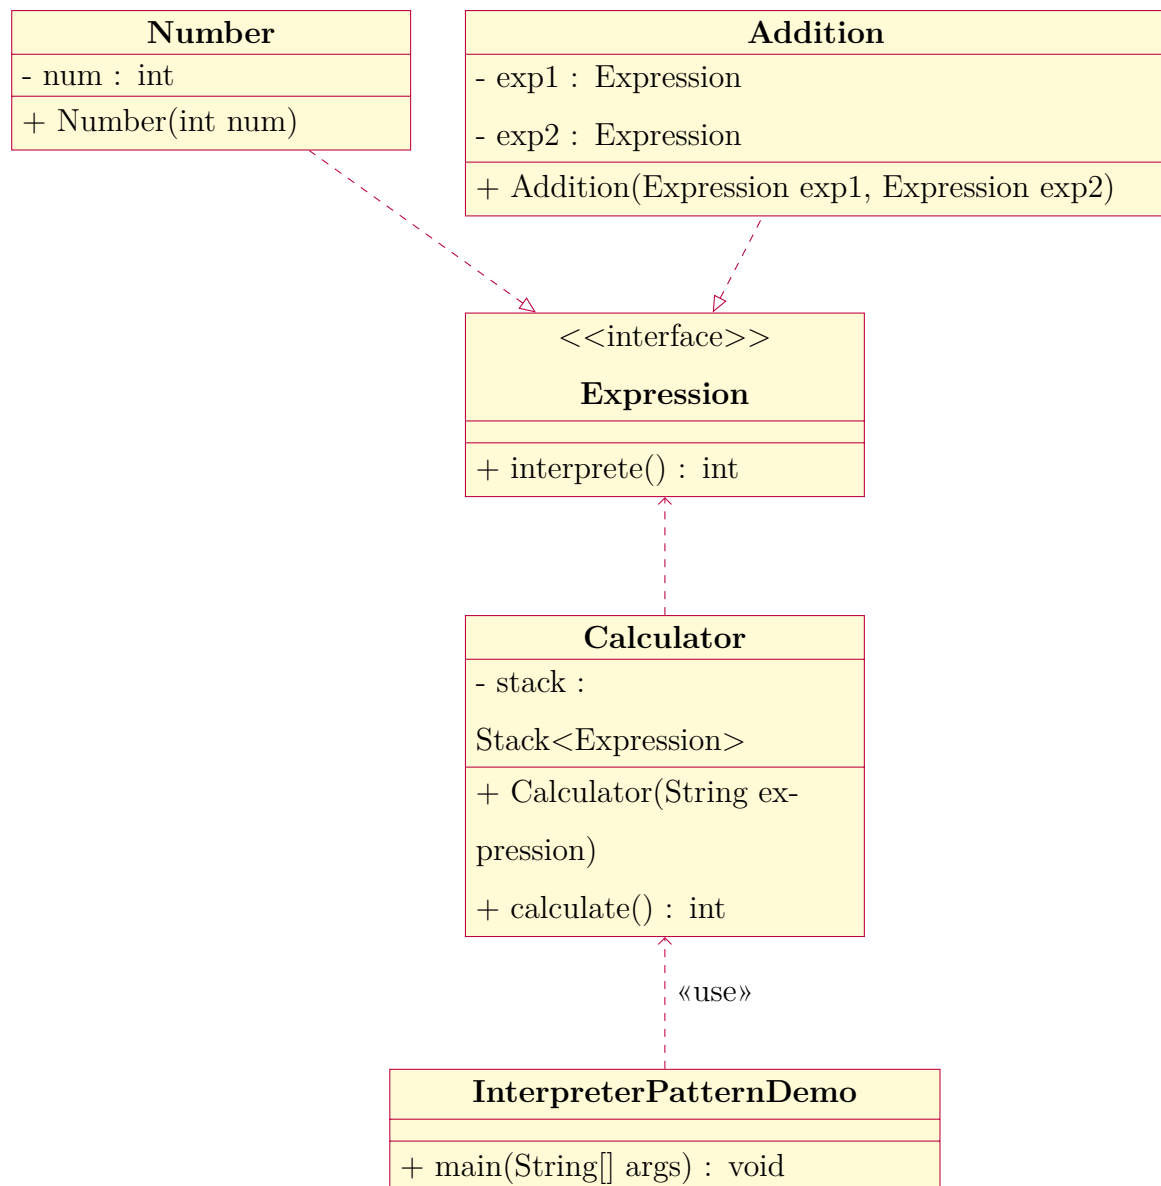 Number
- num : int
+ Number(int num)
Addition
- exp1 : Expression
- exp2 : Expression
+ Addition(Expression exp1, Expression exp2)
<<interface>>
Expression
+ interprete() : int
Calculator
- stack :
Stack<Expression>
+ Calculator(String ex-
pression)
+ calculate() : int
«use»
InterpreterPatternDemo
+ main(String[] args) : void